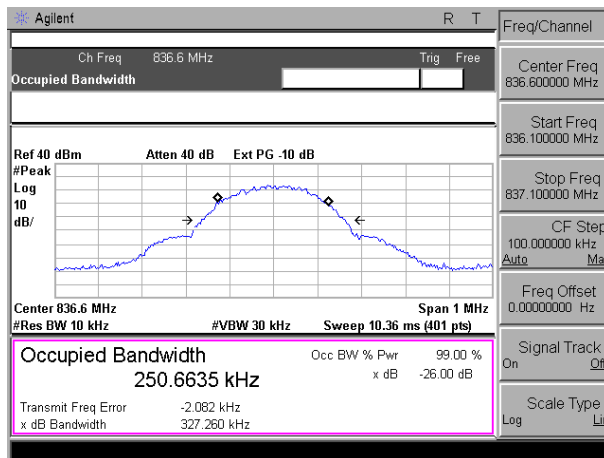 Agilent R T
Freq/Channel
Ch Freq 836.6 MHz Trig Free
Occupied Bandwidth
Center Freq
836.600000 MHz
Start Freq
836.100000 MHz
Stop Freq
837.100000 MHz
CF Step
100.000000 kHz
Auto Ma
Freq Offset
0.00000000 Hz
Signal Track
On Off
Scale Type
Log Li
Ref 40 dBm Atten 40 dB Ext PG -10 dB
#Peak
Log
10
dB/
Center 836.6 MHz Span 1 MHz
#Res BW 10 kHz #VBW 30 kHz Sweep 10.36 ms (401 pts)
Occupied Bandwidth Occ BW % Pwr 99.00 %
250.6635 kHz x dB -26.00 dB
Transmit Freq Error -2.082 kHz
x dB Bandwidth 327.260 kHz